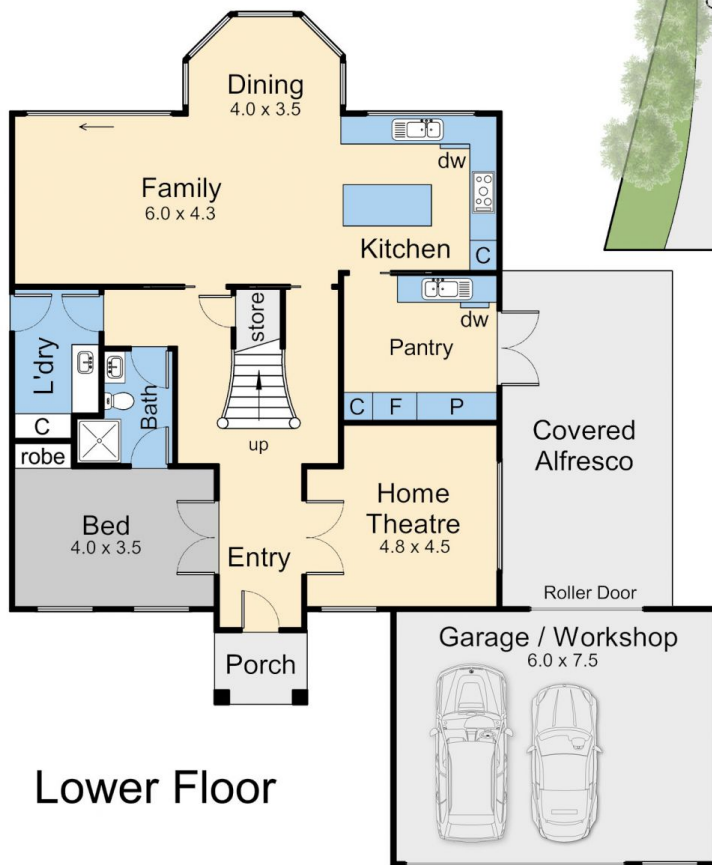 Dining
4.0 x 3.5
dw
Family
6.0 x 4.3
Kitchen
C
store
L'dry
dw
Pantry
Bath
C
C F P
up
robe
Covered
Alfresco
Bed
4.0 x 3.5
Home
Theatre
4.8 x 4.5
Entry
Roller Door
Garage / Workshop
6.0 x 7.5
Porch
Lower Floor